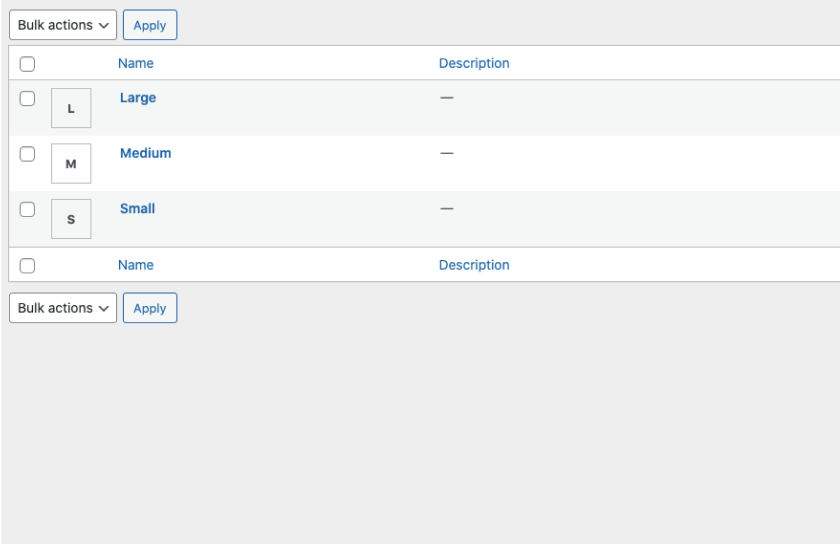 Bulk actions Apply
Name Description
L Large —
M Medium —
S Small —
Name Description
Bulk actions Apply